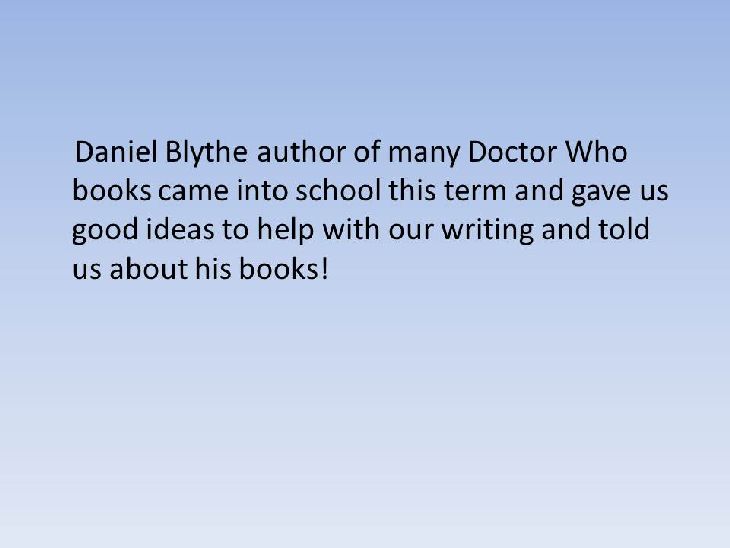 Daniel Blythe author of many Doctor Who
books came into school this term and gave us
good ideas to help with our writing and told
us about his books!